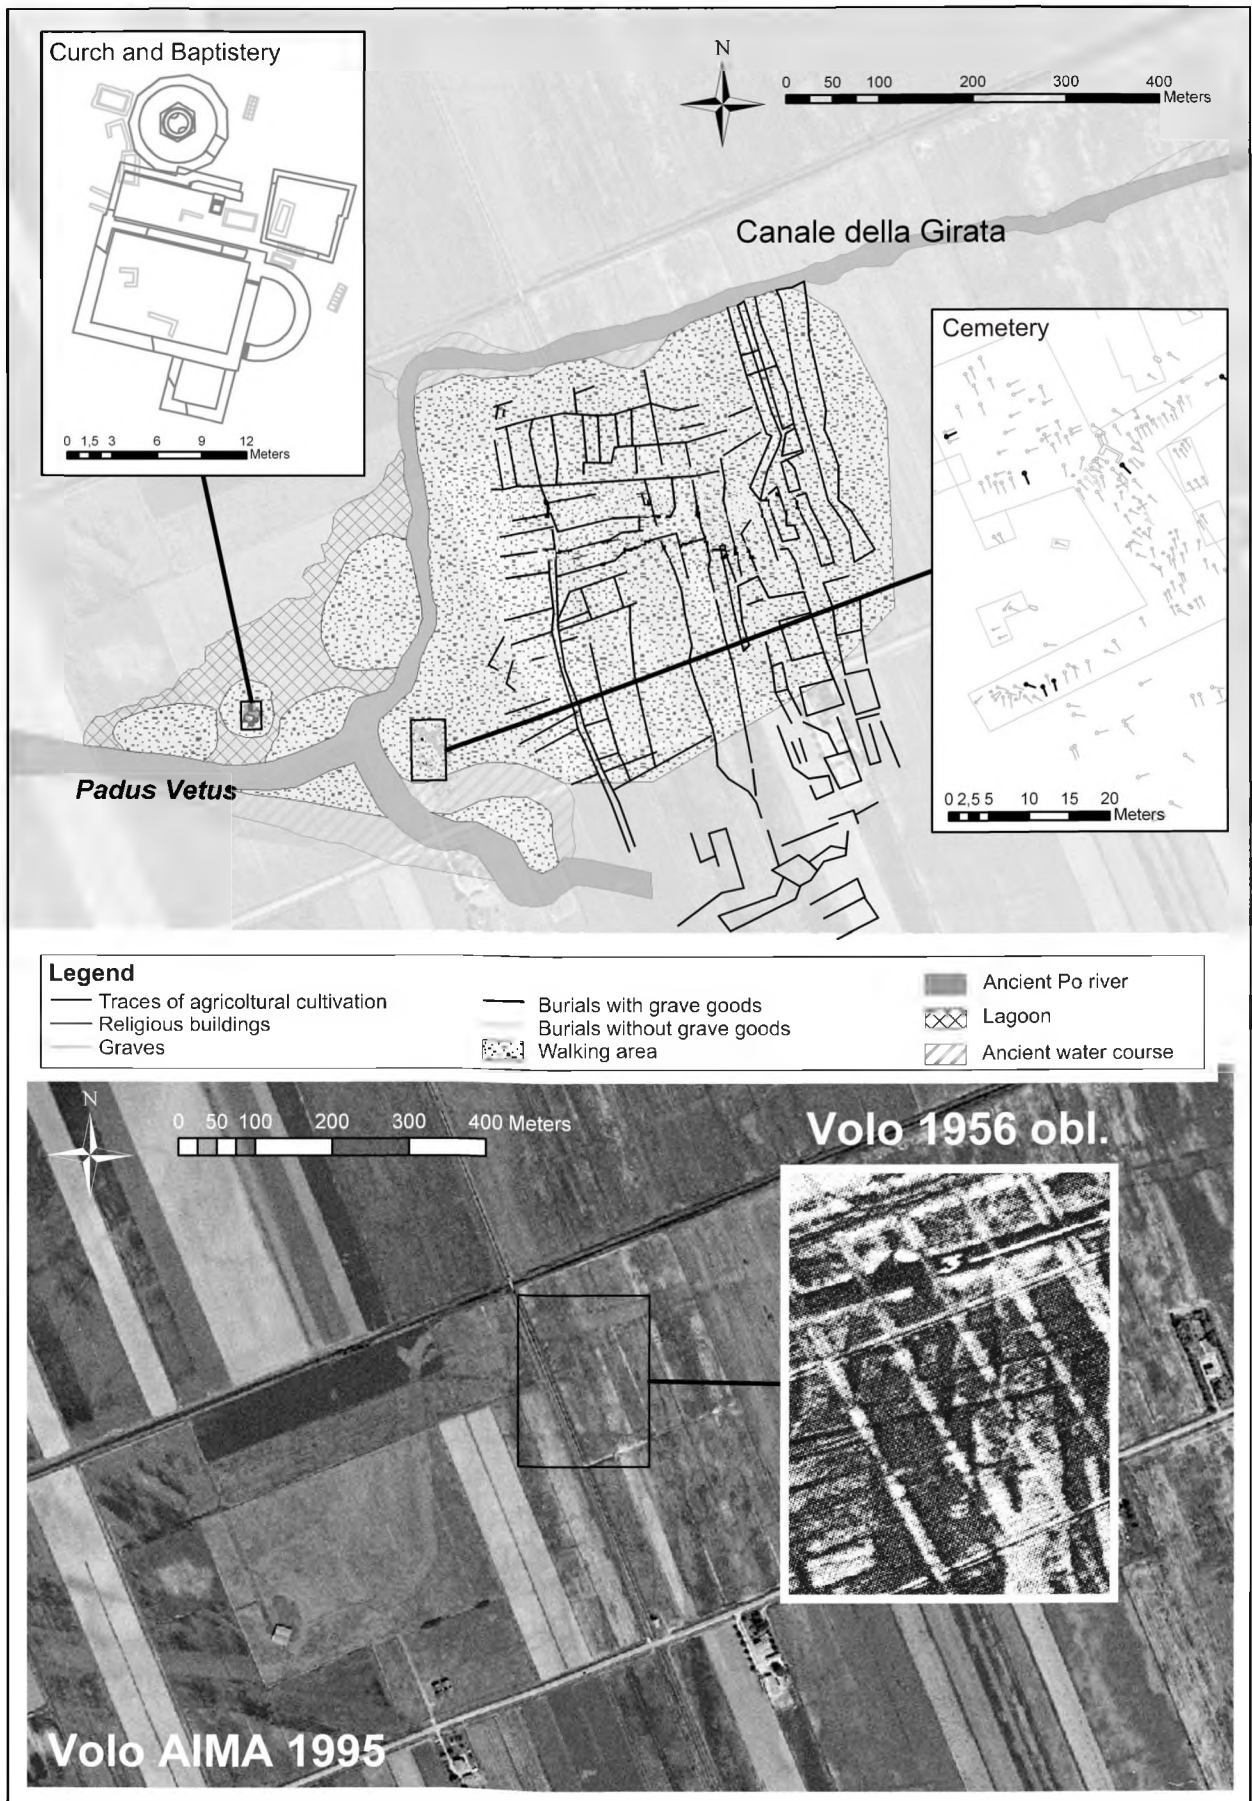 Curch and Baptistery
0 1,5 3 6 9 12
Meters
N
0 50 100 200 300 400
Meters
Canale della Girata
Cemetery
0 2,5 5 10 15 20
Meters
Padus Vetus
Legend
Traces of agricoltural cultivation
Religious buildings
Graves
Burials with grave goods
Burials without grave goods
Walking area
Ancient Po river
Lagoon
Ancient water course
N
0 50 100 200 300 400 Meters
Volo 1956 obl.
3
Volo AIMA 1995